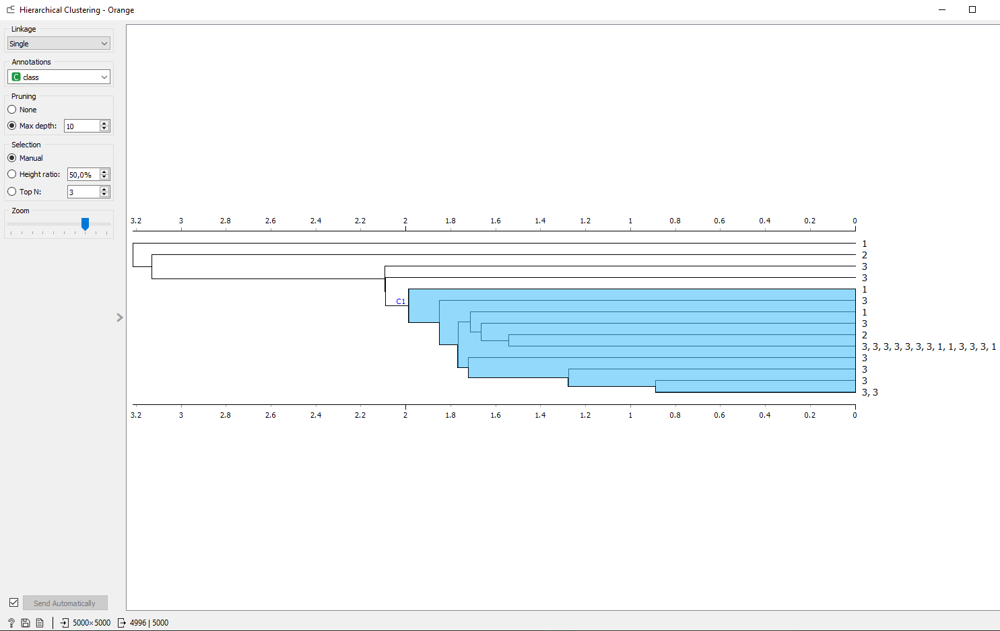 Hierarchical Clustering - Orange
Linkage
Single
Annotations
C class
Pruning
None
Max depth: 10
Selection
Manual
Height ratio: 50,0%
Top N: 3
Zoom
3.2 3 2.8 2.6 2.4 2.2 2 1.8 1.6 1.4 1.2 1 0.8 0.6 0.4 0.2 0
1
2
3
3
1
C1
3
1
3
2
3, 3, 3, 3, 3, 3, 3, 1, 1, 3, 3, 3, 1
3
3
3
3, 3
3.2 3 2.8 2.6 2.4 2.2 2 1.8 1.6 1.4 1.2 1 0.8 0.6 0.4 0.2 0
Send Automatically
? 5000×5000 4996 | 5000